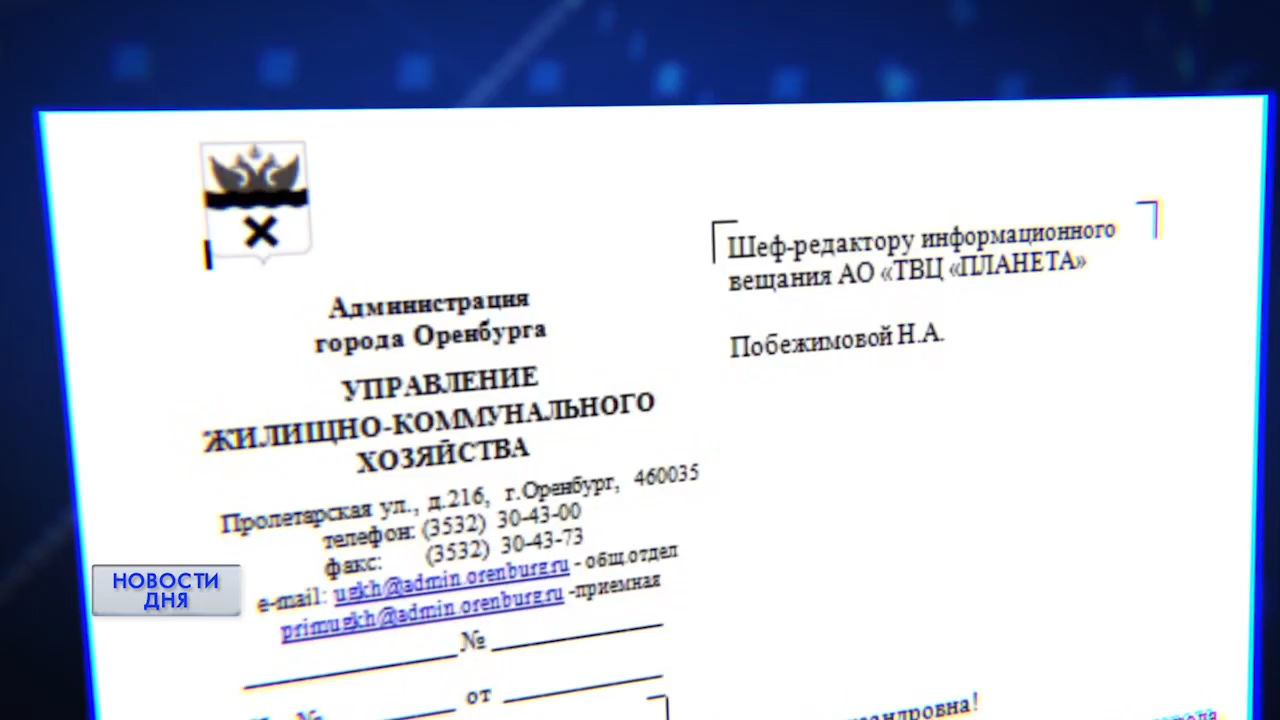 Администрация
города Оренбурга
УПРАВЛЕНИЕ
ЖИЛИЩНО-КОММУНАЛЬНОГО
ХОЗЯЙСТВА
Пролетарская ул., д.216, г.Оренбург, 460035
телефон: (3532) 30-43-00
факс: (3532) 30-43-73
e-mail: ugkh@admin.orenburg.ru - общ.отдел
primugkh@admin.orenburg.ru -приемная
№
от
Шеф-редактору информационного
вещания АО «ТВЦ «ПЛАНЕТА»
Побежимовой Н.А.
НОВОСТИ
ДНЯ